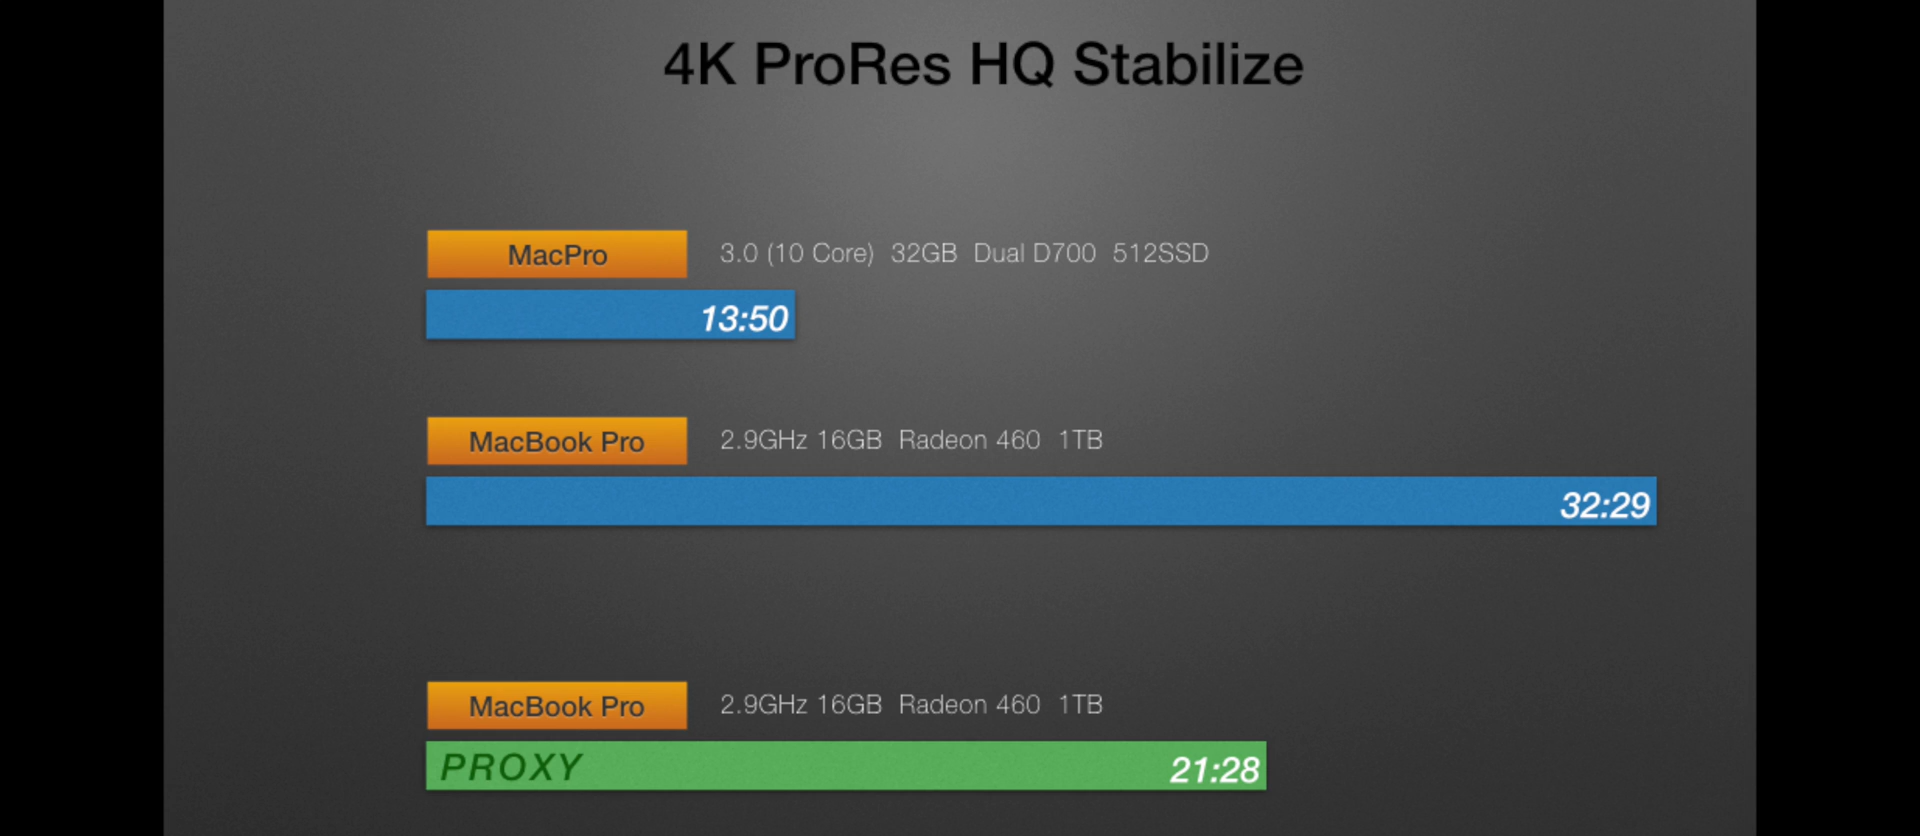 4K ProRes HQ Stabilize
MacPro 3.0 (10 Core) 32GB Dual D700 512SSD
13:50
MacBook Pro 2.9GHz 16GB Radeon 460 1TB
32:29
MacBook Pro 2.9GHz 16GB Radeon 460 1TB
PROXY 21:28